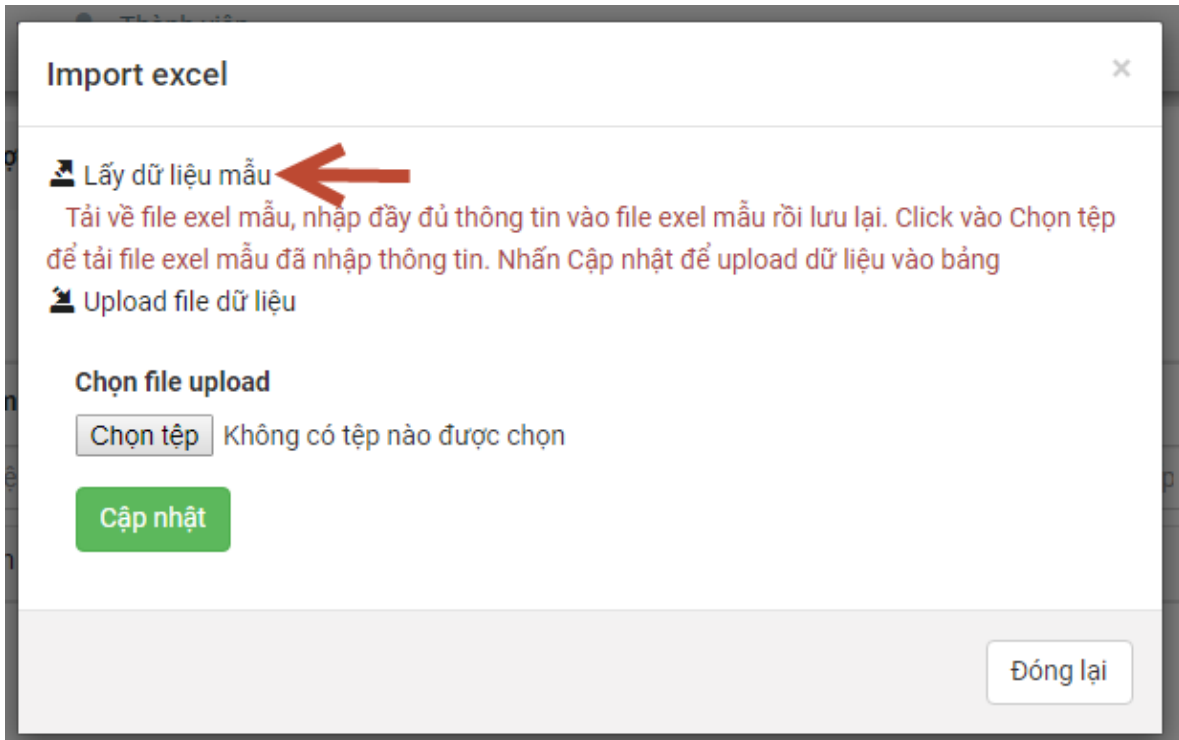 Thành viên
Import excel
×
Lấy dữ liệu mẫu
Tải về file exel mẫu, nhập đầy đủ thông tin vào file exel mẫu rồi lưu lại. Click vào Chọn tệp
để tải file exel mẫu đã nhập thông tin. Nhấn Cập nhật để upload dữ liệu vào bảng
Upload file dữ liệu
Chọn file upload
Chọn tệp Không có tệp nào được chọn
Cập nhật
Đóng lại